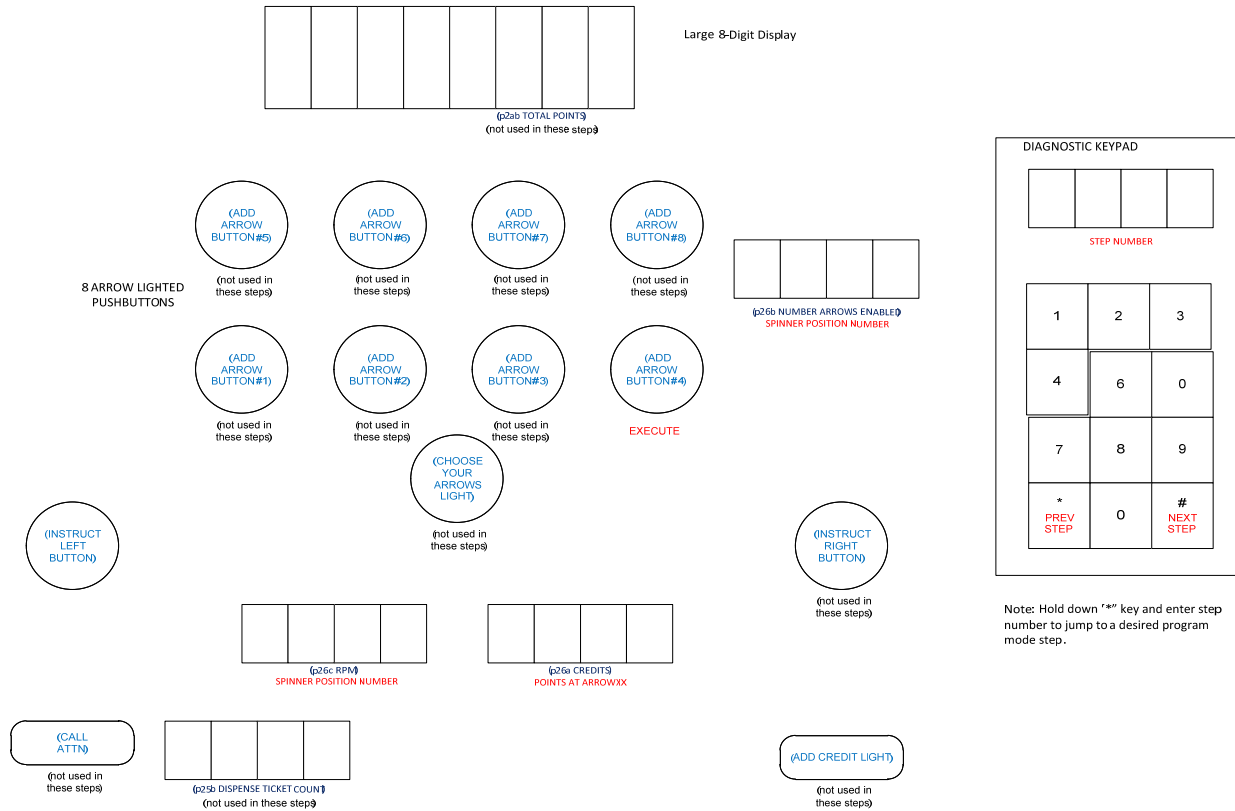 Large 8-Digit Display
(p2ab TOTAL POINTS)
(not used in these steps)
DIAGNOSTIC KEYPAD
STEP NUMBER
(ADD
ARROW
BUTTON#5)
(not used in
these steps)
(ADD
ARROW
BUTTON#6)
(not used in
these steps)
(ADD
ARROW
BUTTON#7)
(not used in
these steps)
(ADD
ARROW
BUTTON#8)
(not used in
these steps)
8 ARROW LIGHTED
PUSHBUTTONS
(p26b NUMBER ARROWS ENABLED)
SPINNER POSITION NUMBER
(ADD
ARROW
BUTTON#1)
(not used in
these steps)
(ADD
ARROW
BUTTON#2)
(not used in
these steps)
(ADD
ARROW
BUTTON#3)
(not used in
these steps)
(ADD
ARROW
BUTTON#4)
EXECUTE
1 2 3
4 6 0
7 8 9
* 0 #
PREV
STEP
NEXT
STEP
(CHOOSE
YOUR
ARROWS
LIGHT)
(not used in
these steps)
(INSTRUCT
LEFT
BUTTON)
(INSTRUCT
RIGHT
BUTTON)
(not used in
these steps)
Note: Hold down "*" key and enter step
number to jump to a desired program
mode step.
(p26c RPM)
SPINNER POSITION NUMBER
(p26a CREDITS)
POINTS AT ARROWXX
(CALL
ATTN)
(not used in
these steps)
(p25b DISPENSE TICKET COUNT)
(not used in these steps)
(ADD CREDIT LIGHT)
(not used in
these steps)